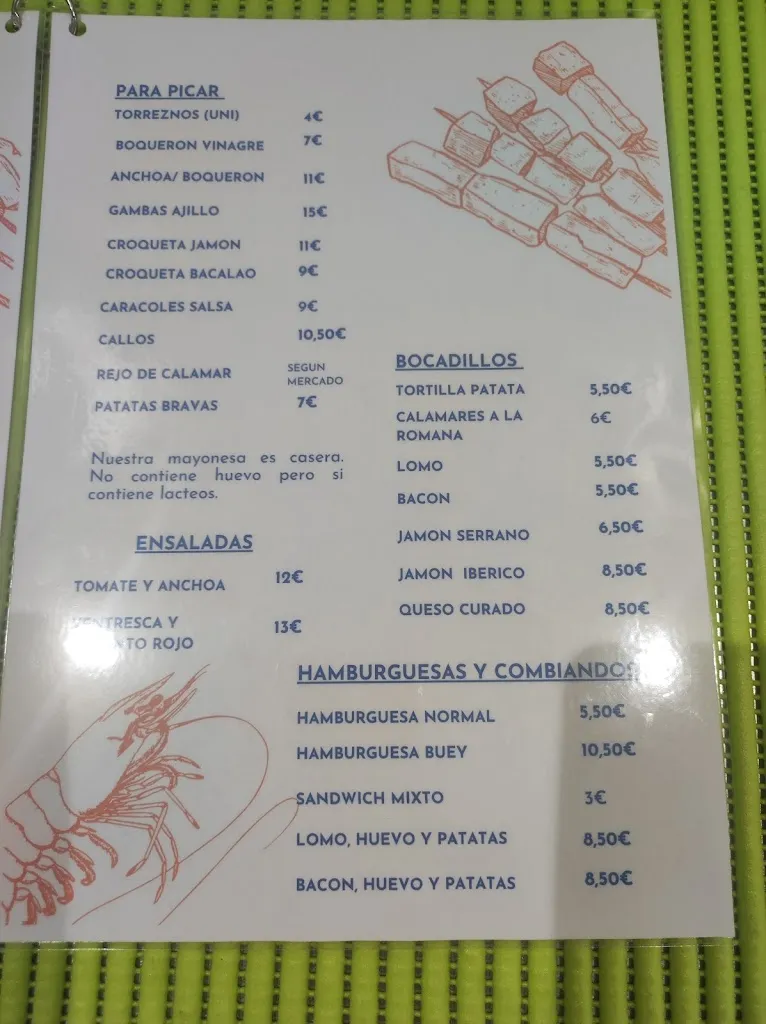 PARA PICAR
TORREZNOS (UNI) 4€
BOQUERON VINAGRE 7€
ANCHOA/ BOQUERON 11€
GAMBAS AJILLO 15€
CROQUETA JAMON 11€
CROQUETA BACALAO 9€
CARACOLES SALSA 9€
CALLOS 10,50€
REJO DE CALAMAR SEGUN MERCADO
PATATAS BRAVAS 7€
Nuestra mayonesa es casera.
No contiene huevo pero si
contiene lacteos.
ENSALADAS
TOMATE Y ANCHOA 12€
VENTRESCA Y 13€
ROJO
BOCADILLOS
TORTILLA PATATA 5,50€
CALAMARES A LA 6€
ROMANA
LOMO 5,50€
BACON 5,50€
JAMON SERRANO 6,50€
JAMON IBERICO 8,50€
QUESO CURADO 8,50€
HAMBURGUESAS Y COMBIANDOS
HAMBURGUESA NORMAL 5,50€
HAMBURGUESA BUEY 10,50€
SANDWICH MIXTO 3€
LOMO, HUEVO Y PATATAS 8,50€
BACON, HUEVO Y PATATAS 8,50€